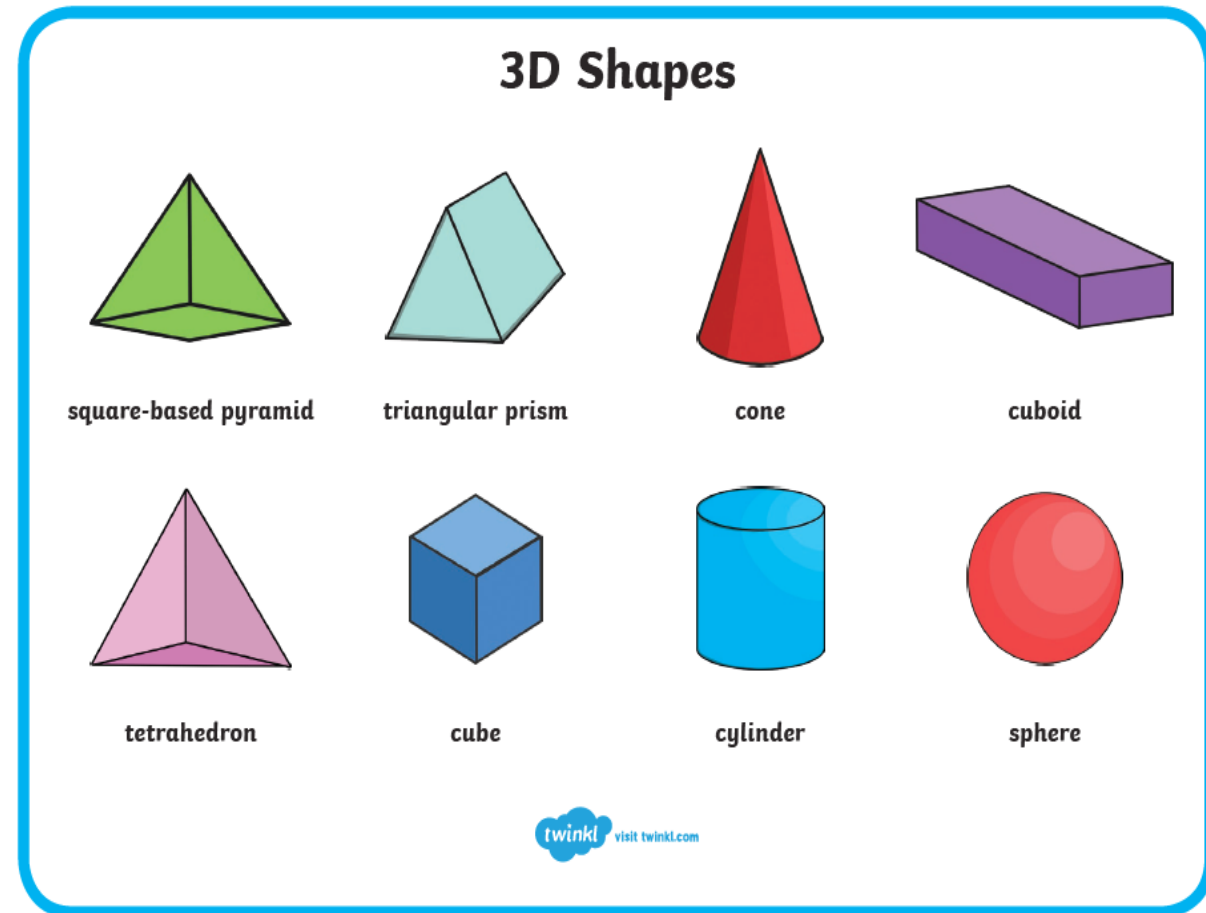 3D Shapes
square-based pyramid
triangular prism
cone
cuboid
tetrahedron
cube
cylinder
sphere
twinkl visit twinkl.com